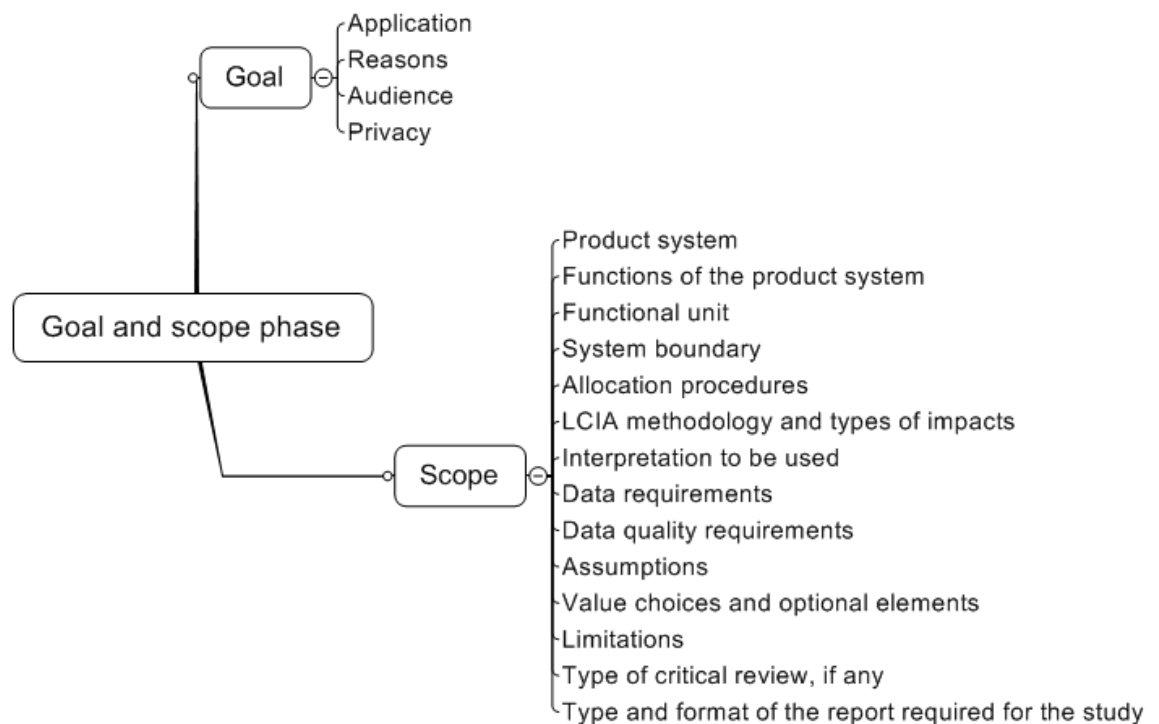 Application
Goal
Reasons
Audience
Privacy
Goal and scope phase
Product system
Functions of the product system
Functional unit
System boundary
Allocation procedures
LCIA methodology and types of impacts
Scope
Interpretation to be used
Data requirements
Data quality requirements
Assumptions
Value choices and optional elements
Limitations
Type of critical review, if any
Type and format of the report required for the study